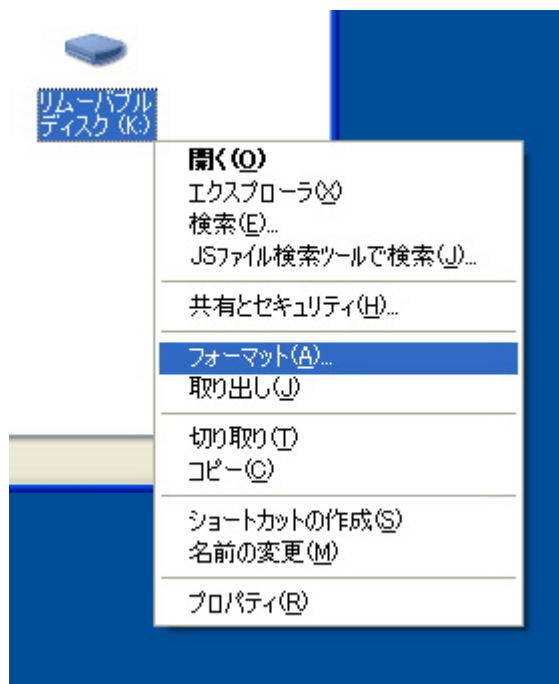 リムーバブル
ディスク (K:)
開く(O)
エクスプローラ(X)
検索(E)...
JSファイル検索ツールで検索(J)...
共有とセキュリティ(H)...
フォーマット(A)...
取り出し(J)
切り取り(T)
コピー(C)
ショートカットの作成(S)
名前の変更(M)
プロパティ(R)